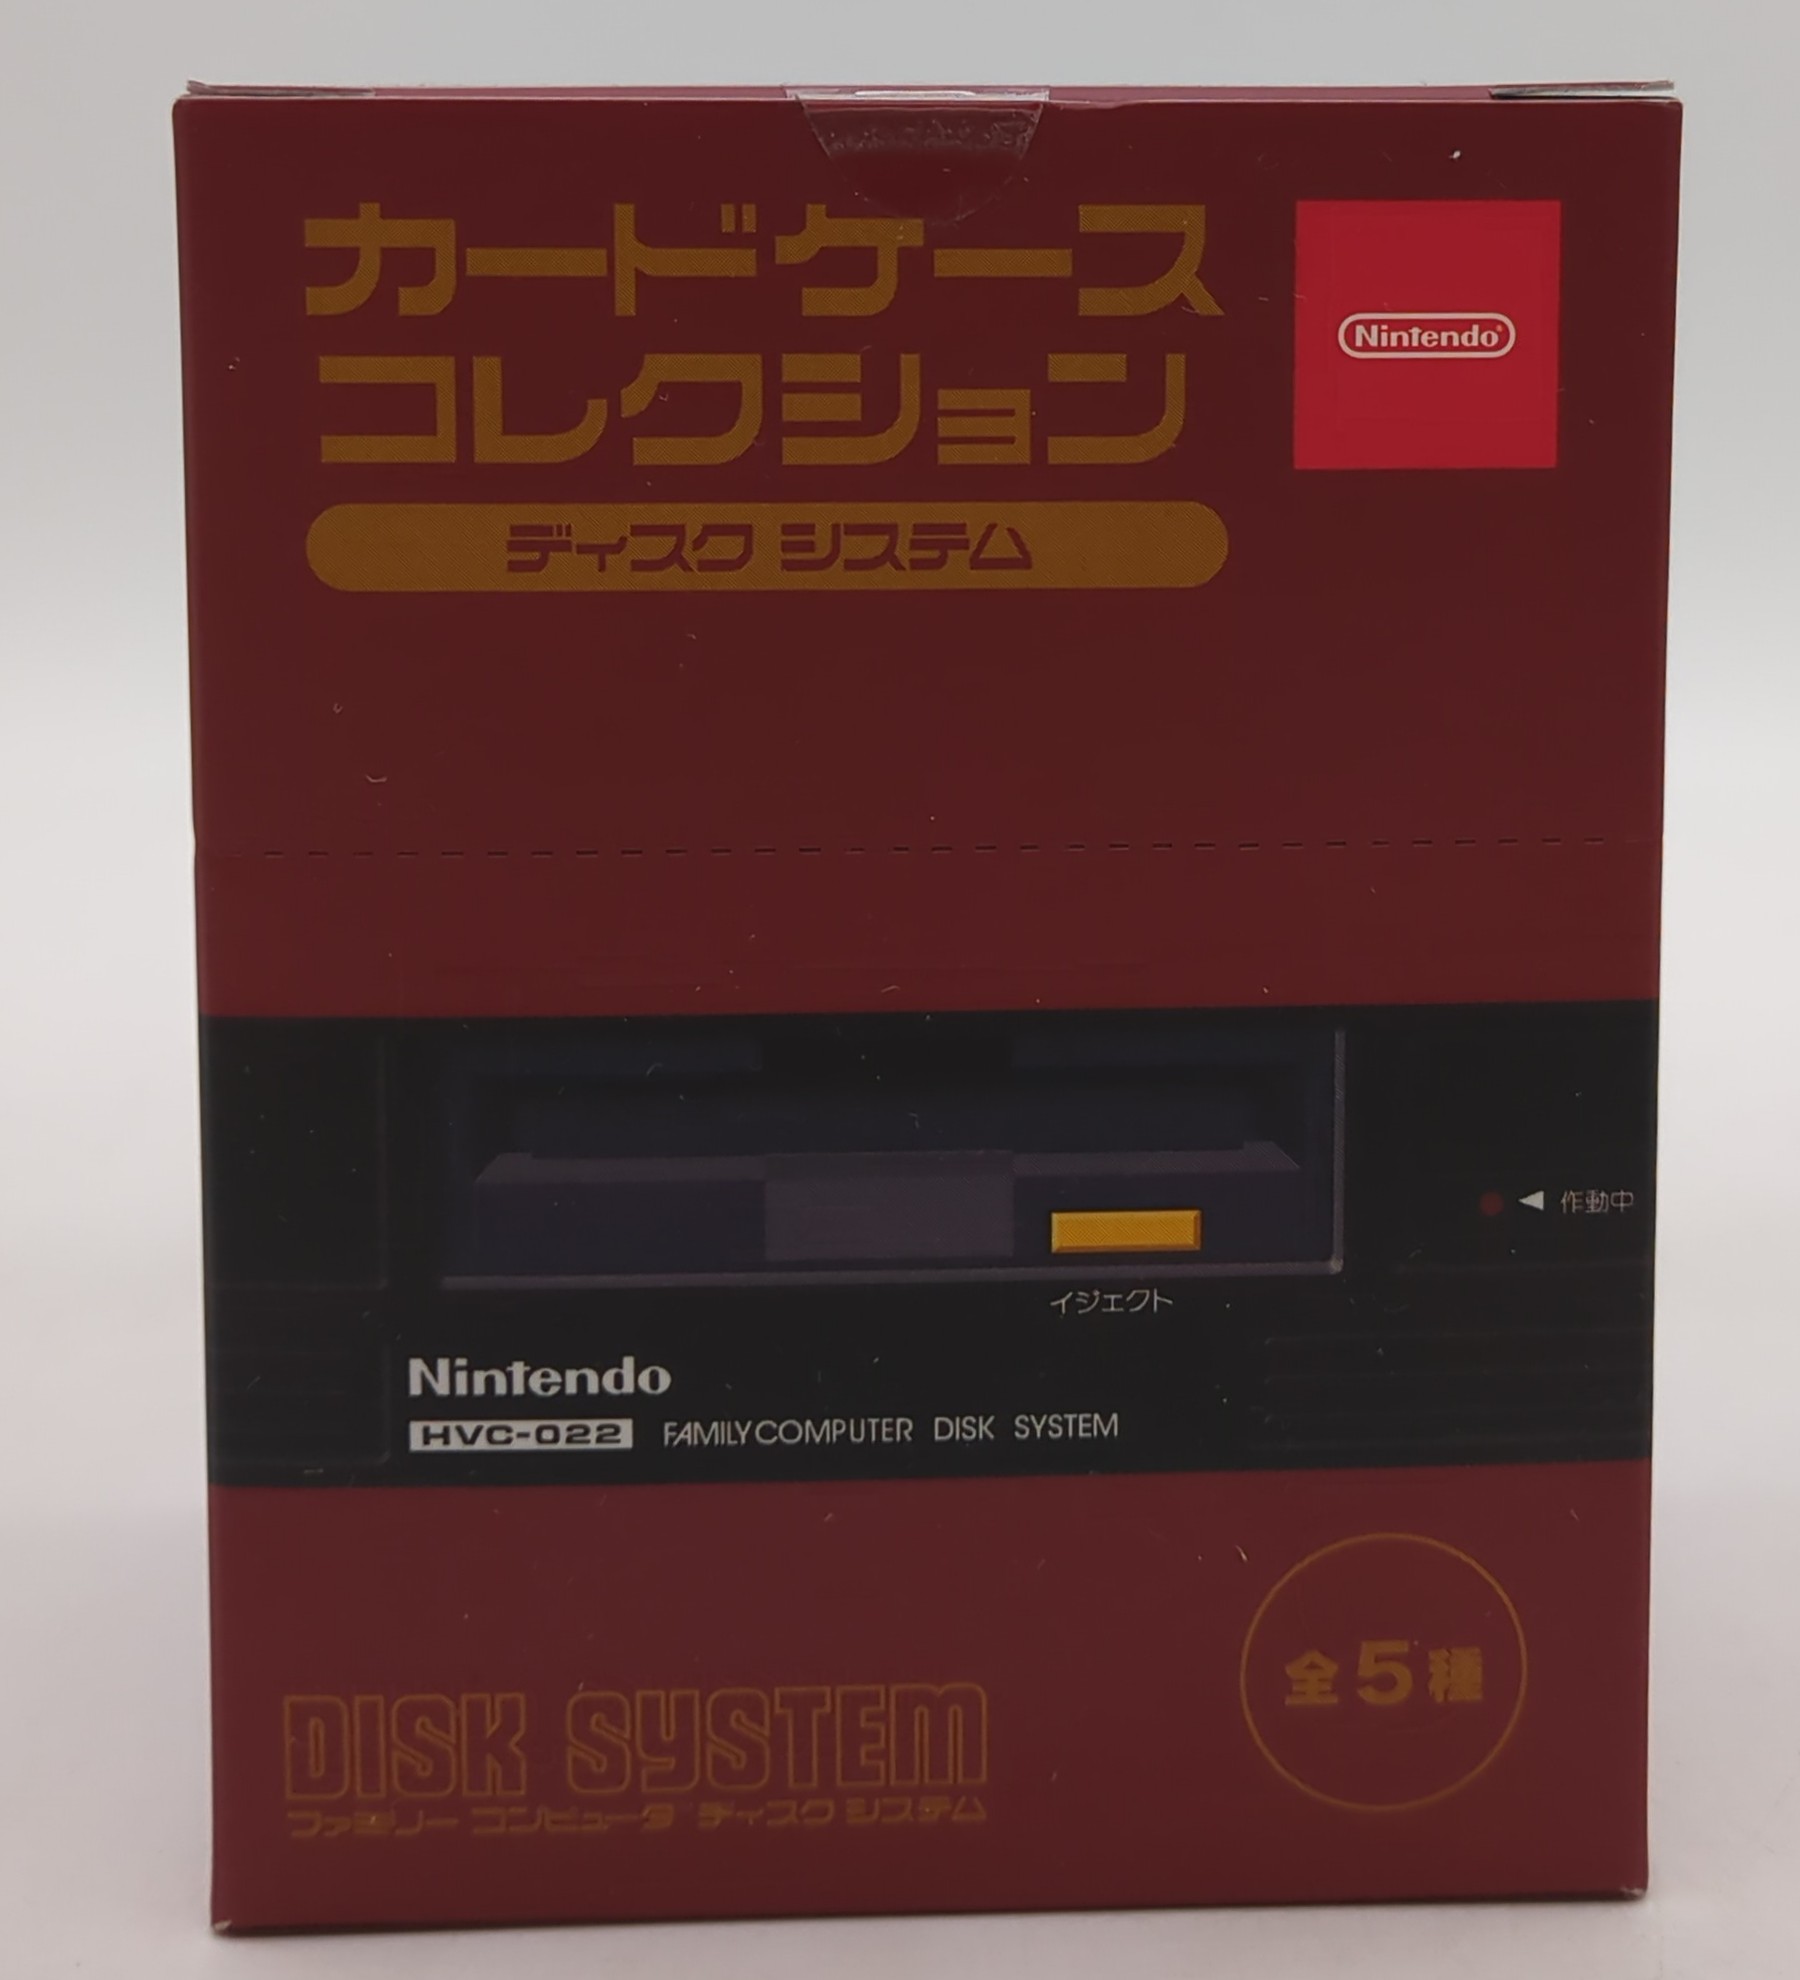 カードケース
コレクション
Nintendo
ディスク システム
◀ 作動中
イジェクト
Nintendo
HVC-022 FAMILY COMPUTER DISK SYSTEM
全5種
DISK SYSTEM
ファミリー コンピュータ ディスク システム